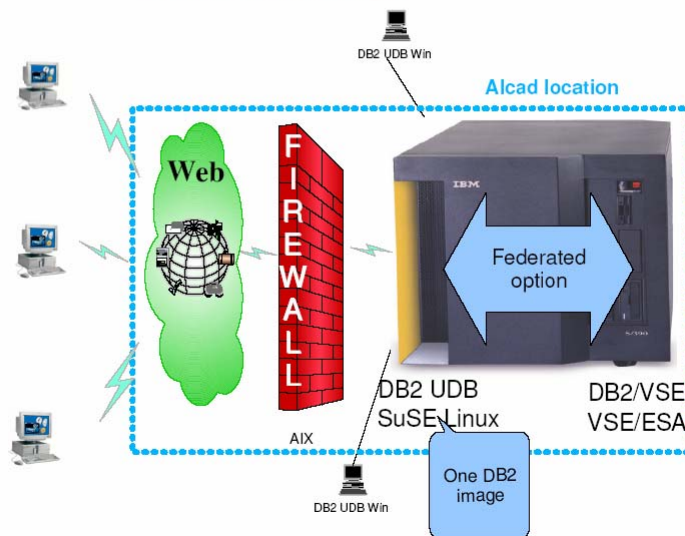 DB2 UDB Win
Alcad location
Web
FIREWALL
IBM
Federated
option
S/390
DB2 UDB
SuSE Linux
DB2/VSE
VSE/ESA
AIX
One DB2
image
DB2 UDB Win